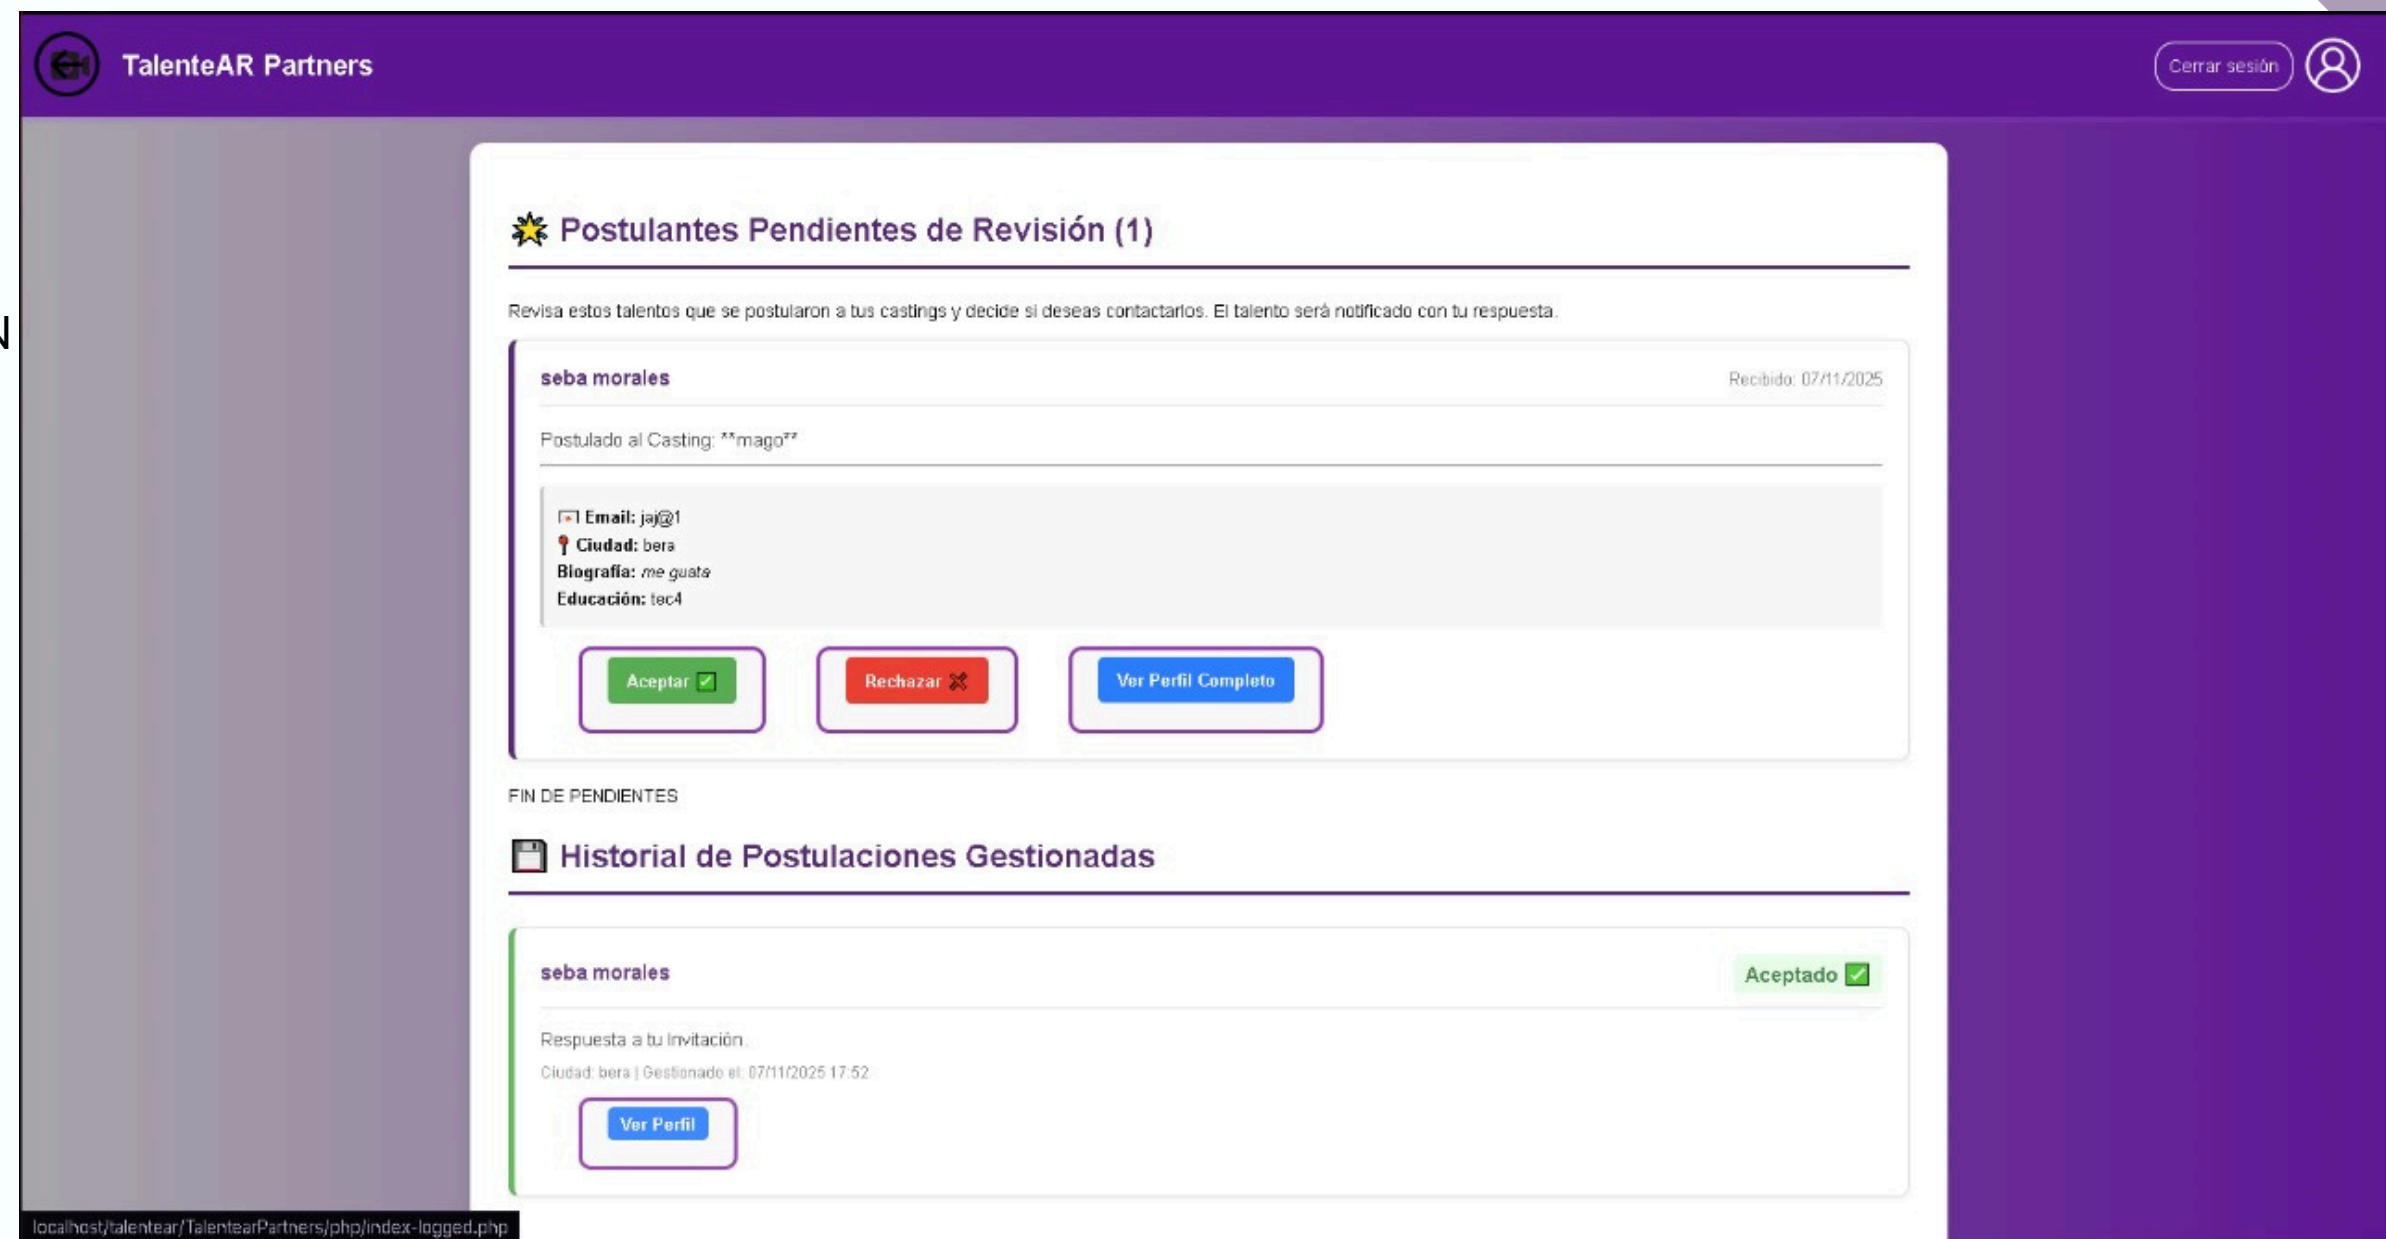 TalenteAR Partners
Cerrar sesión
Postulantes Pendientes de Revisión (1)
Revisa estos talentos que se postularon a tus castings y decide si deseas contactarlos. El talento será notificado con tu respuesta.
N
seba morales
Recibido: 07/11/2025
Postulado al Casting: **mago**
Email: jaj@1
Ciudad: bera
Biografía: me gusta
Educación: tec4
Aceptar
Rechazar
Ver Perfil Completo
FIN DE PENDIENTES
Historial de Postulaciones Gestionadas
seba morales
Aceptado
Respuesta a tu Invitación.
Ciudad: bera | Gestionado el: 07/11/2025 17:52
Ver Perfil
localhost/talentear/TalentearPartners/php/index-logged.php